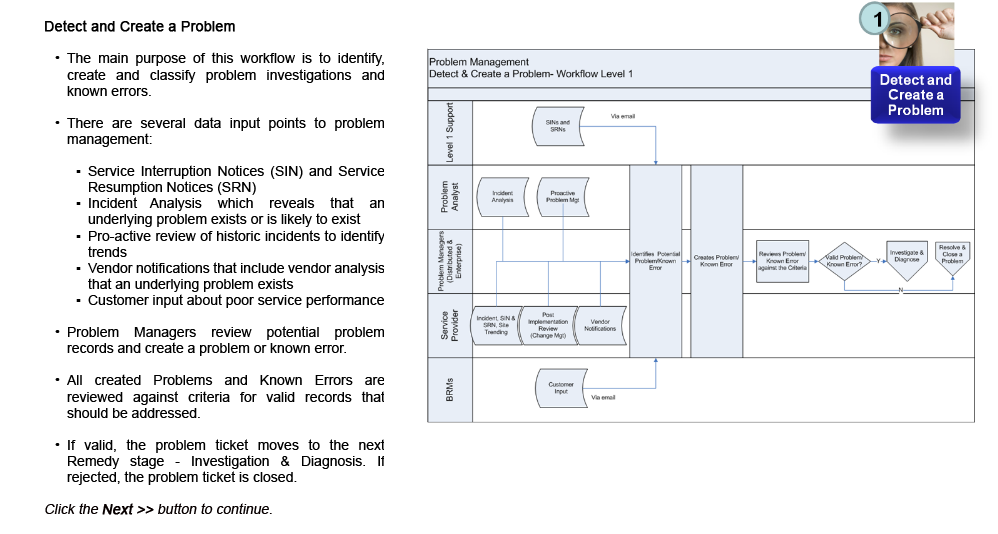 Detect and Create a Problem
• The main purpose of this workflow is to identify,
create and classify problem investigations and
known errors.
• There are several data input points to problem
management:
▪ Service Interruption Notices (SIN) and Service
Resumption Notices (SRN)
▪ Incident Analysis which reveals that an
underlying problem exists or is likely to exist
▪ Pro-active review of historic incidents to identify
trends
▪ Vendor notifications that include vendor analysis
that an underlying problem exists
▪ Customer input about poor service performance
• Problem Managers review potential problem
records and create a problem or known error.
• All created Problems and Known Errors are
reviewed against criteria for valid records that
should be addressed.
• If valid, the problem ticket moves to the next
Remedy stage - Investigation & Diagnosis. If
rejected, the problem ticket is closed.
Click the Next >> button to continue.
1
Detect and
Create a
Problem
Problem Management
Detect & Create a Problem- Workflow Level 1
Level 1 Support
SINs and
SRNs
Via email
Problem
Analyst
Incident
Analysis
Proactive
Problem Mgt
Problem Managers
(Distributed &
Enterprise)
Identifies Potential
Problem/Known
Error
Creates Problem/
Known Error
Reviews Problem/
Known Error
against the Criteria
Valid Problem/
Known Error?
Y
N
Investigate &
Diagnose
Resolve &
Close a
Problem
Service
Provider
Incident, SIN &
SRN, Site
Trending
Post
Implementation
Review
(Change Mgt)
Vendor
Notifications
BRMs
Customer
Input
Via email